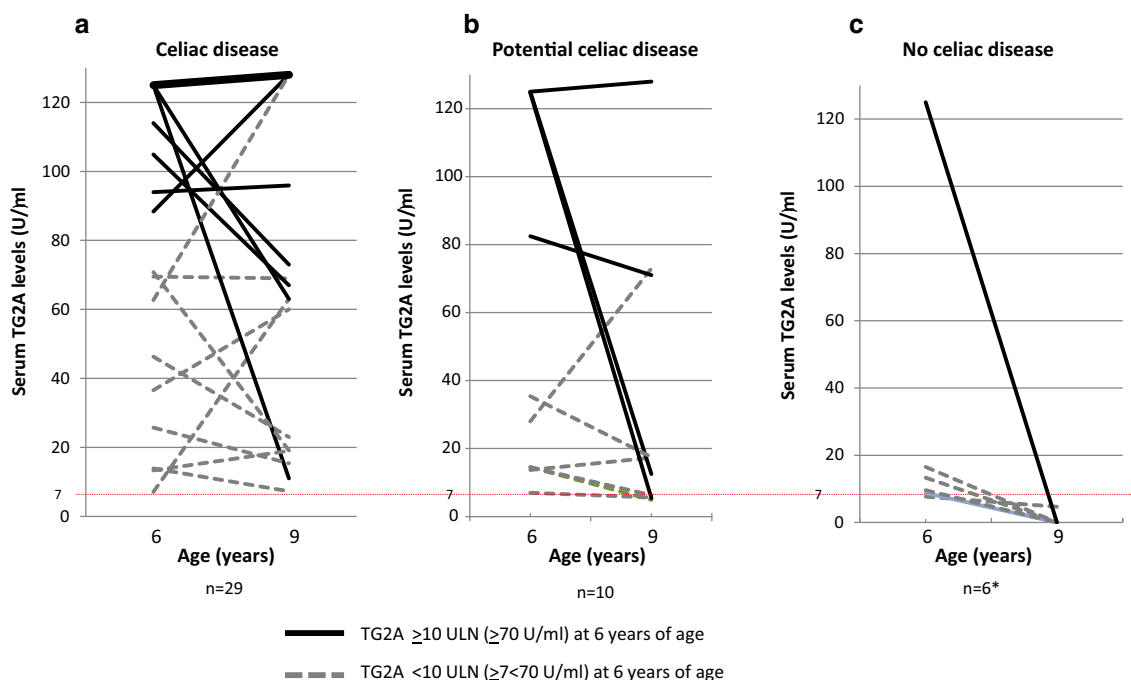 a
Celiac disease
Serum TG2A levels (U/ml)
120
100
80
60
40
20
7
0
6
9
Age (years)
n=29
b
Potential celiac disease
Serum TG2A levels (U/ml)
120
100
80
60
40
20
7
0
6
9
Age (years)
n=10
c
No celiac disease
Serum TG2A levels (U/ml)
120
100
80
60
40
20
7
0
6
9
Age (years)
n=6*
TG2A ≥10 ULN (≥70 U/ml) at 6 years of age
TG2A <10 ULN (≥7<70 U/ml) at 6 years of age